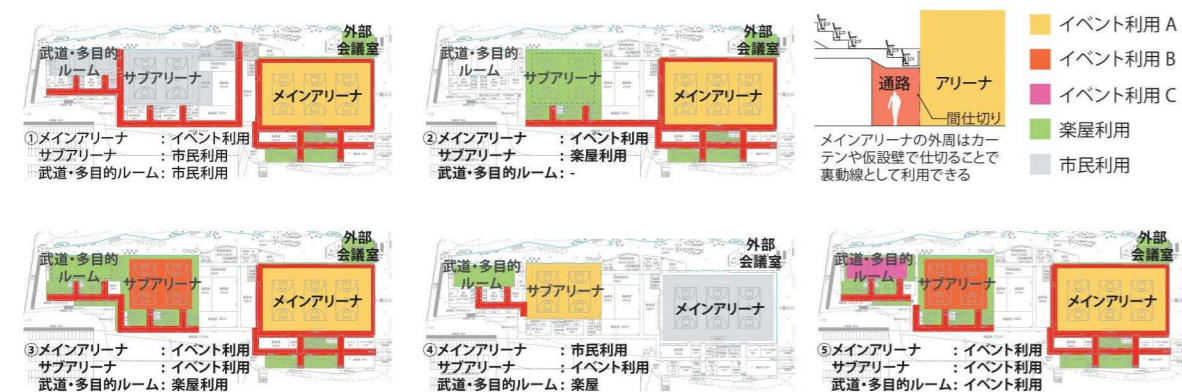 武道・多目的
ルーム
サブアリーナ
メインアリーナ
外部
会議室
①メインアリーナ : イベント利用
サブアリーナ : 市民利用
武道・多目的ルーム : 市民利用
武道・多目的
ルーム
サブアリーナ
メインアリーナ
外部
会議室
②メインアリーナ : イベント利用
サブアリーナ : 楽屋利用
武道・多目的ルーム : -
通路
アリーナ
間仕切り
メインアリーナの外周はカー
テンや仮設壁で仕切ることで
裏動線として利用できる
イベント利用 A
イベント利用 B
イベント利用 C
楽屋利用
市民利用
武道・多目的
ルーム
サブアリーナ
メインアリーナ
外部
会議室
③メインアリーナ : イベント利用
サブアリーナ : イベント利用
武道・多目的ルーム : 楽屋利用
武道・多目的
ルーム
サブアリーナ
メインアリーナ
外部
会議室
④メインアリーナ : 市民利用
サブアリーナ : イベント利用
武道・多目的ルーム : 楽屋
武道・多目的
ルーム
サブアリーナ
メインアリーナ
外部
会議室
⑤メインアリーナ : イベント利用
サブアリーナ : イベント利用
武道・多目的ルーム : イベント利用